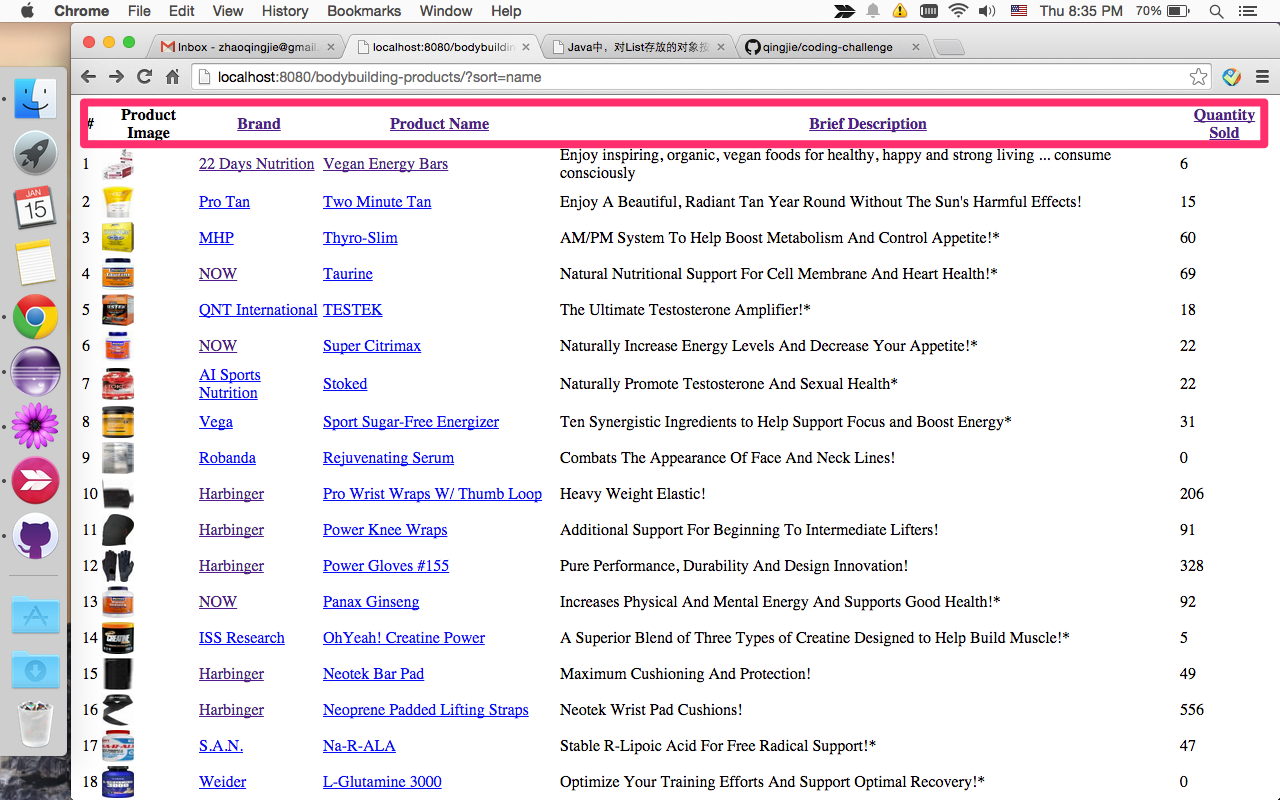 Chrome File Edit View History Bookmarks Window Help Thu 8:35 PM 70%
Inbox - zhaoqingjie@gmail. localhost:8080/bodybuildin Java中，对List存放的对象按 qingjie/coding-challenge
localhost:8080/bodybuilding-products/?sort=name
# Product Image Brand Product Name Brief Description Quantity Sold
1 22 Days Nutrition Vegan Energy Bars Enjoy inspiring, organic, vegan foods for healthy, happy and strong living ... consume consciously 6
2 Pro Tan Two Minute Tan Enjoy A Beautiful, Radiant Tan Year Round Without The Sun's Harmful Effects! 15
3 MHP Thyro-Slim AM/PM System To Help Boost Metabolism And Control Appetite!* 60
4 NOW Taurine Natural Nutritional Support For Cell Membrane And Heart Health!* 69
5 QNT International TESTEK The Ultimate Testosterone Amplifier!* 18
6 NOW Super Citrimax Naturally Increase Energy Levels And Decrease Your Appetite!* 22
7 AI Sports Nutrition Stoked Naturally Promote Testosterone And Sexual Health* 22
8 Vega Sport Sugar-Free Energizer Ten Synergistic Ingredients to Help Support Focus and Boost Energy* 31
9 Robanda Rejuvenating Serum Combats The Appearance Of Face And Neck Lines! 0
10 Harbinger Pro Wrist Wraps W/ Thumb Loop Heavy Weight Elastic! 206
11 Harbinger Power Knee Wraps Additional Support For Beginning To Intermediate Lifters! 91
12 Harbinger Power Gloves #155 Pure Performance, Durability And Design Innovation! 328
13 NOW Panax Ginseng Increases Physical And Mental Energy And Supports Good Health!* 92
14 ISS Research OhYeah! Creatine Power A Superior Blend of Three Types of Creatine Designed to Help Build Muscle!* 5
15 Harbinger Neotek Bar Pad Maximum Cushioning And Protection! 49
16 Harbinger Neoprene Padded Lifting Straps Neotek Wrist Pad Cushions! 556
17 S.A.N. Na-R-ALA Stable R-Lipoic Acid For Free Radical Support!* 47
18 Weider L-Glutamine 3000 Optimize Your Training Efforts And Support Optimal Recovery!* 0
JAN
15